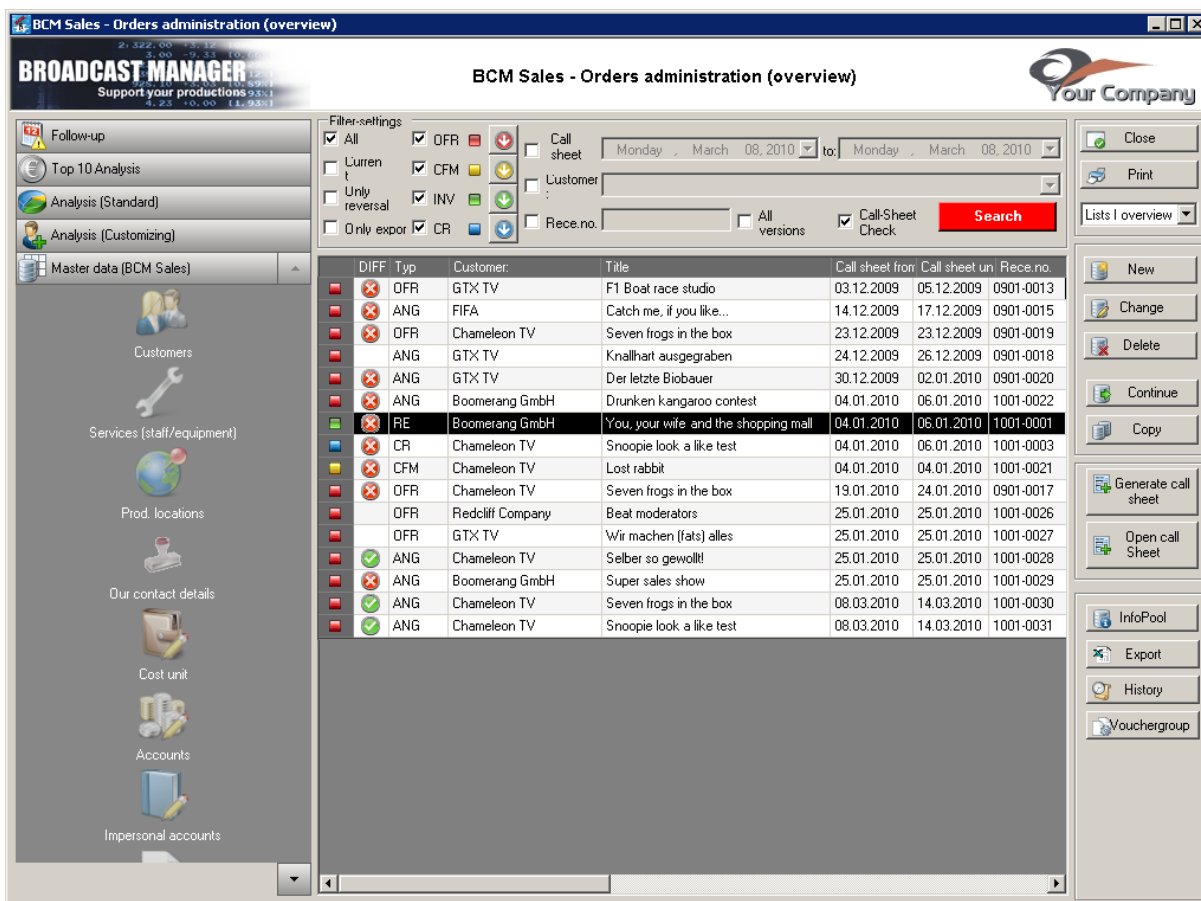 BCM Sales - Orders administration (overview)
BROADCAST MANAGER
Support your productions
BCM Sales - Orders administration (overview)
Your Company
Follow-up
Top 10 Analysis
Analysis (Standard)
Analysis (Customizing)
Master data (BCM Sales)
Customers
Services (staff/equipment)
Prod. locations
Our contact details
Cost unit
Accounts
Impersonal accounts
Filter-settings
All
OFR
Call
sheet
Monday , March 08, 2010
to:
Monday , March 08, 2010
Curren
t
CFM
Customer
:
Only
reversal
INV
Only expor
CR
Rece.no.
All
versions
Call-Sheet
Check
Search
DIFF Typ Customer: Title Call sheet from Call sheet un Rece.no.
OFR GTX TV F1 Boat race studio 03.12.2009 05.12.2009 0901-0013
ANG FIFA Catch me, if you like... 14.12.2009 17.12.2009 0901-0015
OFR Chameleon TV Seven frogs in the box 23.12.2009 23.12.2009 0901-0019
ANG GTX TV Knallhart ausgegraben 24.12.2009 26.12.2009 0901-0018
ANG GTX TV Der letzte Biobauer 30.12.2009 02.01.2010 0901-0020
ANG Boomerang GmbH Drunken kangaroo contest 04.01.2010 06.01.2010 1001-0022
RE Boomerang GmbH You, your wife and the shopping mall 04.01.2010 06.01.2010 1001-0001
CR Chameleon TV Snoopie look a like test 04.01.2010 06.01.2010 1001-0003
CFM Chameleon TV Lost rabbit 04.01.2010 04.01.2010 1001-0021
OFR Chameleon TV Seven frogs in the box 19.01.2010 24.01.2010 0901-0017
OFR Redcliff Company Beat moderators 25.01.2010 25.01.2010 1001-0026
OFR GTX TV Wir machen (fats) alles 25.01.2010 25.01.2010 1001-0027
ANG Chameleon TV Selber so gewollt! 25.01.2010 25.01.2010 1001-0028
ANG Boomerang GmbH Super sales show 25.01.2010 25.01.2010 1001-0029
ANG Chameleon TV Seven frogs in the box 08.03.2010 14.03.2010 1001-0030
ANG Chameleon TV Snoopie look a like test 08.03.2010 14.03.2010 1001-0031
Close
Print
Lists I overview
New
Change
Delete
Continue
Copy
Generate call
sheet
Open call
Sheet
InfoPool
Export
History
Vouchergroup